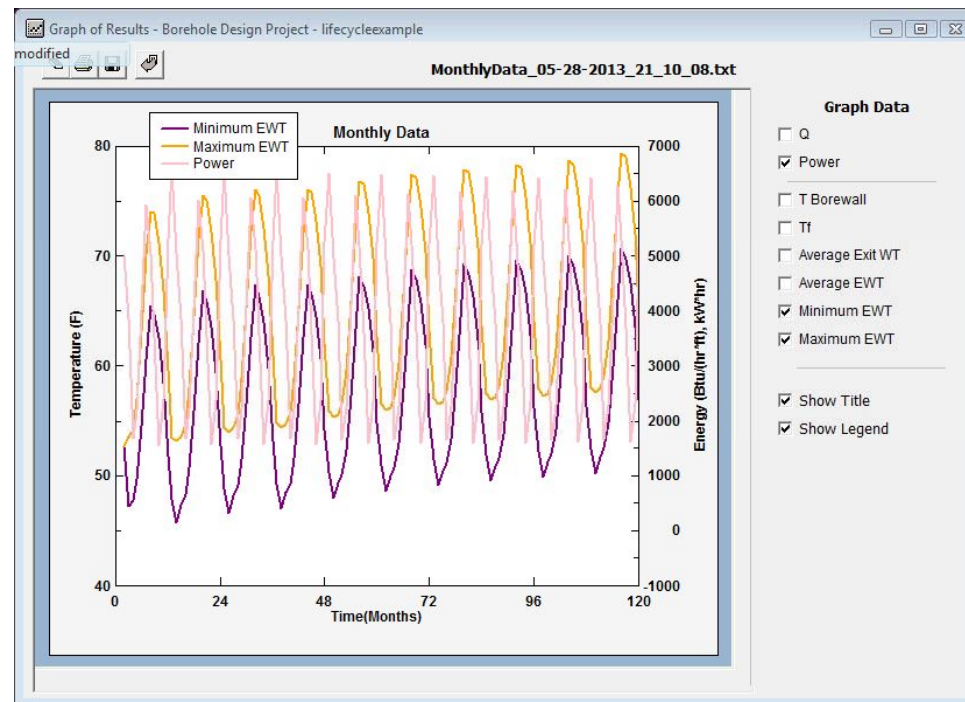 Graph of Results - Borehole Design Project - lifecycleexample
modified
MonthlyData_05-28-2013_21_10_08.txt
Graph Data
Q
Power
T Borewall
Tf
Average Exit WT
Average EWT
Minimum EWT
Maximum EWT
Show Title
Show Legend
Monthly Data
Minimum EWT
Maximum EWT
Power
Temperature (F)
80
70
60
50
40
Energy (Btu/(hr*ft), kW*hr)
7000
6000
5000
4000
3000
2000
1000
0
-1000
0 24 48 72 96 120
Time(Months)